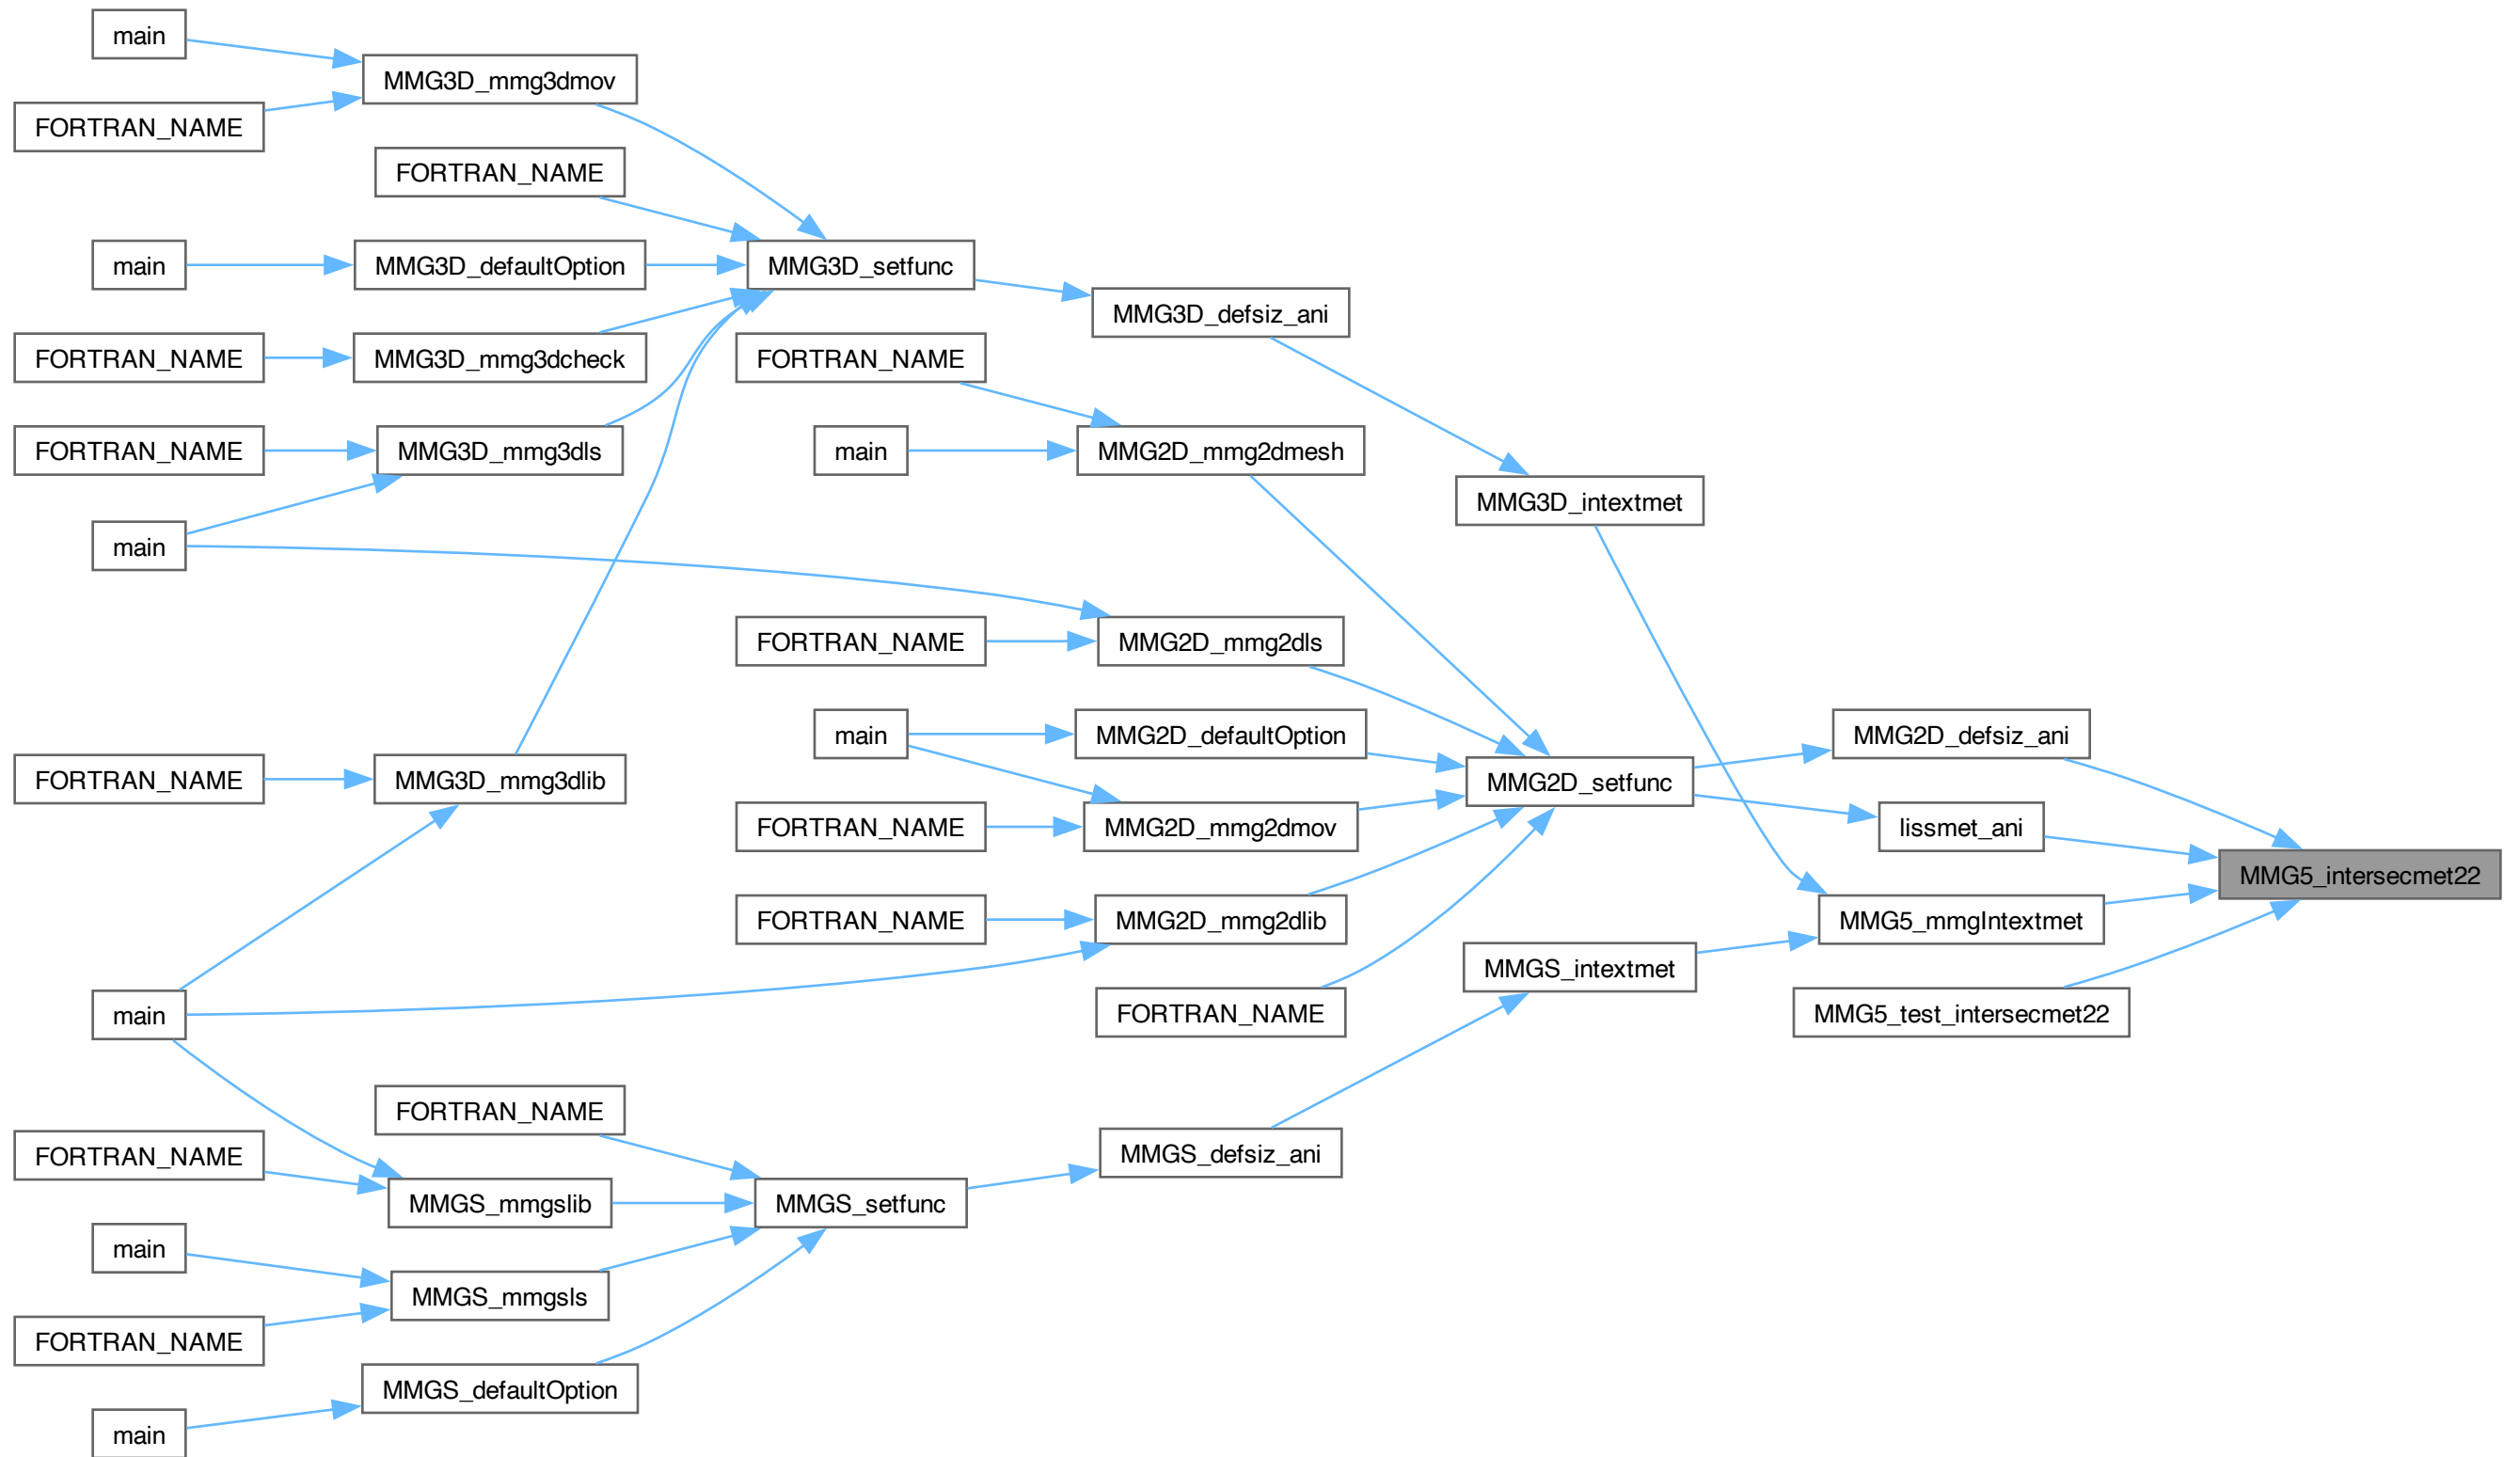 main
MMG3D_mmg3dmov
FORTRAN_NAME
FORTRAN_NAME
main
MMG3D_defaultOption
MMG3D_setfunc
MMG3D_defsiz_ani
FORTRAN_NAME
MMG3D_mmg3dcheck
FORTRAN_NAME
FORTRAN_NAME
MMG3D_mmg3dls
main
MMG2D_mmg2dmesh
MMG3D_intextmet
main
FORTRAN_NAME
MMG2D_mmg2dls
main
MMG2D_defaultOption
MMG2D_defsiz_ani
FORTRAN_NAME
MMG3D_mmg3dlib
MMG2D_setfunc
FORTRAN_NAME
MMG2D_mmg2dmov
lissmet_ani
MMG5_intersecmet22
FORTRAN_NAME
MMG2D_mmg2dlib
MMG5_mmgIntextmet
MMGS_intextmet
main
FORTRAN_NAME
MMG5_test_intersecmet22
FORTRAN_NAME
FORTRAN_NAME
MMGS_defsiz_ani
MMGS_mmgslib
MMGS_setfunc
main
MMGS_mmgsls
FORTRAN_NAME
MMGS_defaultOption
main